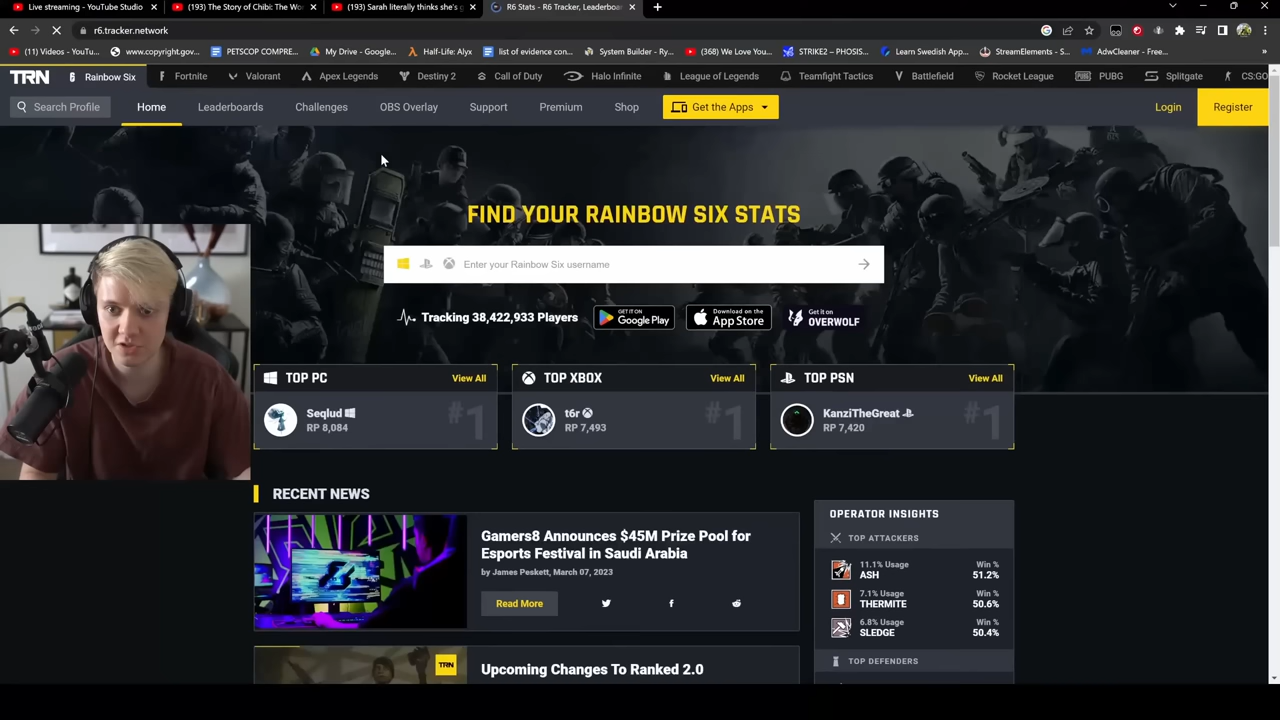 Live streaming - YouTube Studio
(193) The Story of Chibi: The Wor
(193) Sarah literally thinks she's g
R6 Stats - R6 Tracker, Leaderboa
r6.tracker.network
(11) Videos - YouTu...
www.copyright.gov...
PETSCOP COMPRE...
My Drive - Google...
Half-Life: Alyx
list of evidence con...
System Builder - Ry...
(368) We Love You...
STRIKE2 – PHOSIS...
Learn Swedish App...
StreamElements - S...
AdwCleaner - Free...
TRN
Rainbow Six
Fortnite
Valorant
Apex Legends
Destiny 2
Call of Duty
Halo Infinite
League of Legends
Teamfight Tactics
Battlefield
Rocket League
PUBG
PUBG
Splitgate
CS:GO
Search Profile
Home
Leaderboards
Challenges
OBS Overlay
Support
Premium
Shop
Get the Apps
Login
Register
FIND YOUR RAINBOW SIX STATS
Enter your Rainbow Six username
Tracking 38,422,933 Players
GET IT ON
Google Play
Download on the
App Store
Get it on
OVERWOLF
TOP PC
View All
Seqlud
RP 8,084
#1
TOP XBOX
View All
t6r
RP 7,493
#1
TOP PSN
View All
KanziTheGreat
RP 7,420
#1
RECENT NEWS
Gamers8 Announces $45M Prize Pool for
Esports Festival in Saudi Arabia
by James Peskett, March 07, 2023
Read More
TRN
Upcoming Changes To Ranked 2.0
OPERATOR INSIGHTS
TOP ATTACKERS
11.1% Usage
Win %
ASH
51.2%
7.1% Usage
Win %
THERMITE
50.6%
6.8% Usage
Win %
SLEDGE
50.4%
TOP DEFENDERS